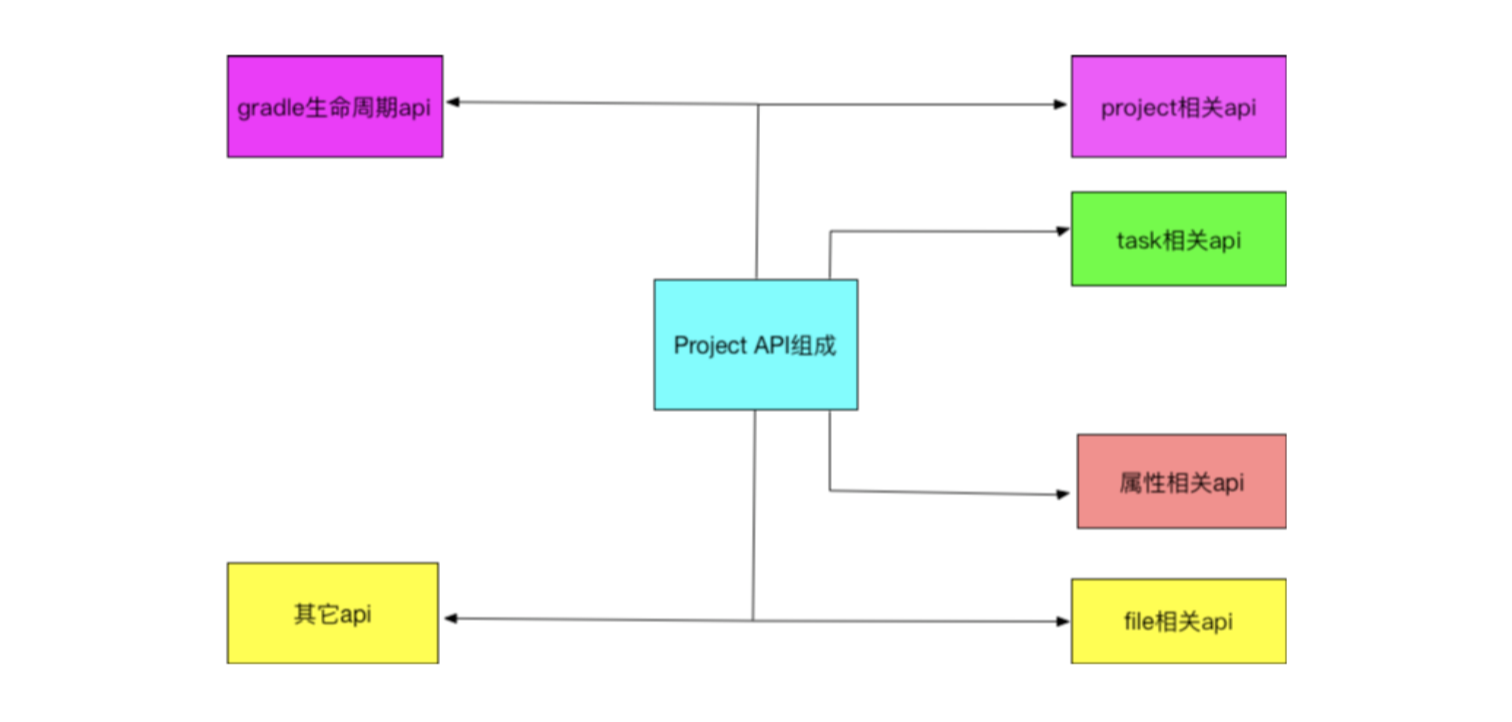 gradle生命周期api
project相关api
task相关api
Project API组成
属性相关api
其它api
file相关api